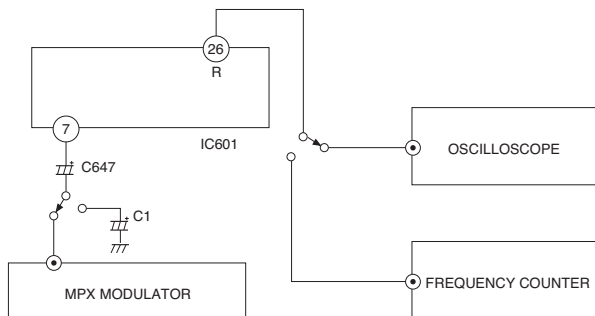 26
R
7
IC601
C647
C1
OSCILLOSCOPE
MPX MODULATOR
FREQUENCY COUNTER